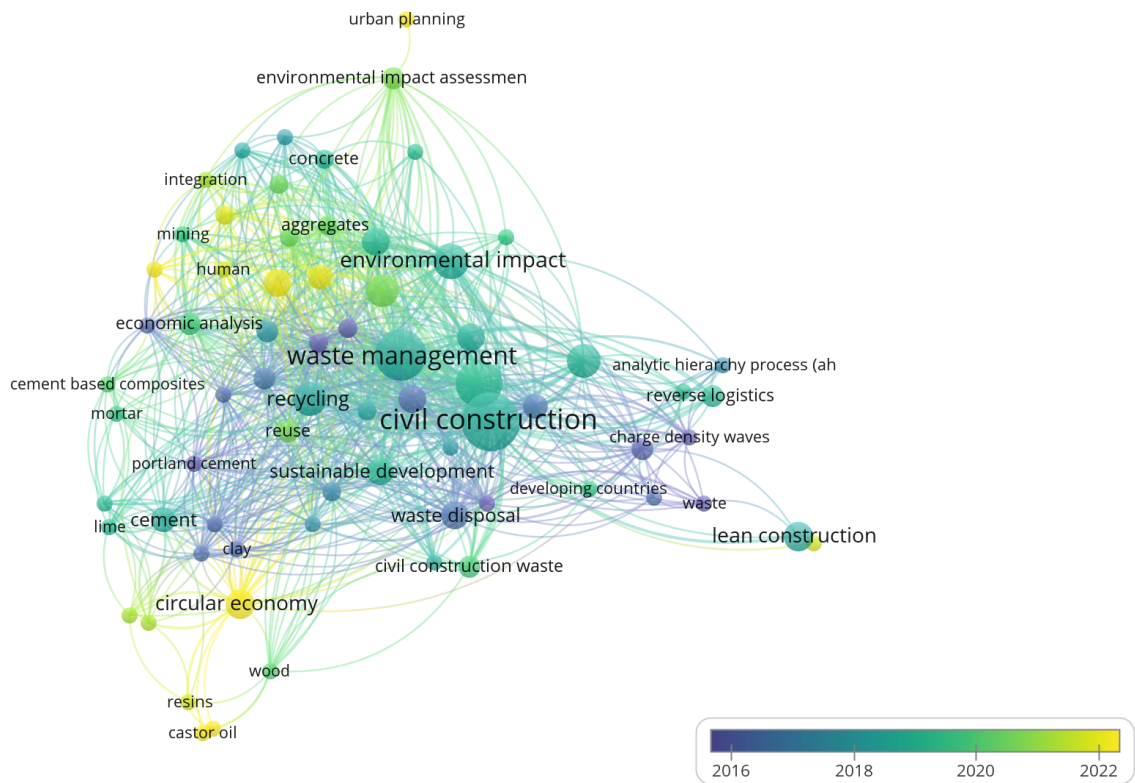 urban planning
environmental impact assessmen
concrete
integration
aggregates
mining
environmental impact
human
economic analysis
waste management
analytic hierarchy process (ah
cement based composites
reverse logistics
recycling
mortar
civil construction
reuse
charge density waves
portland cement
sustainable development
developing countries
waste
waste disposal
cement
lime
lean construction
clay
civil construction waste
circular economy
wood
resins
castor oil
2016 2018 2020 2022